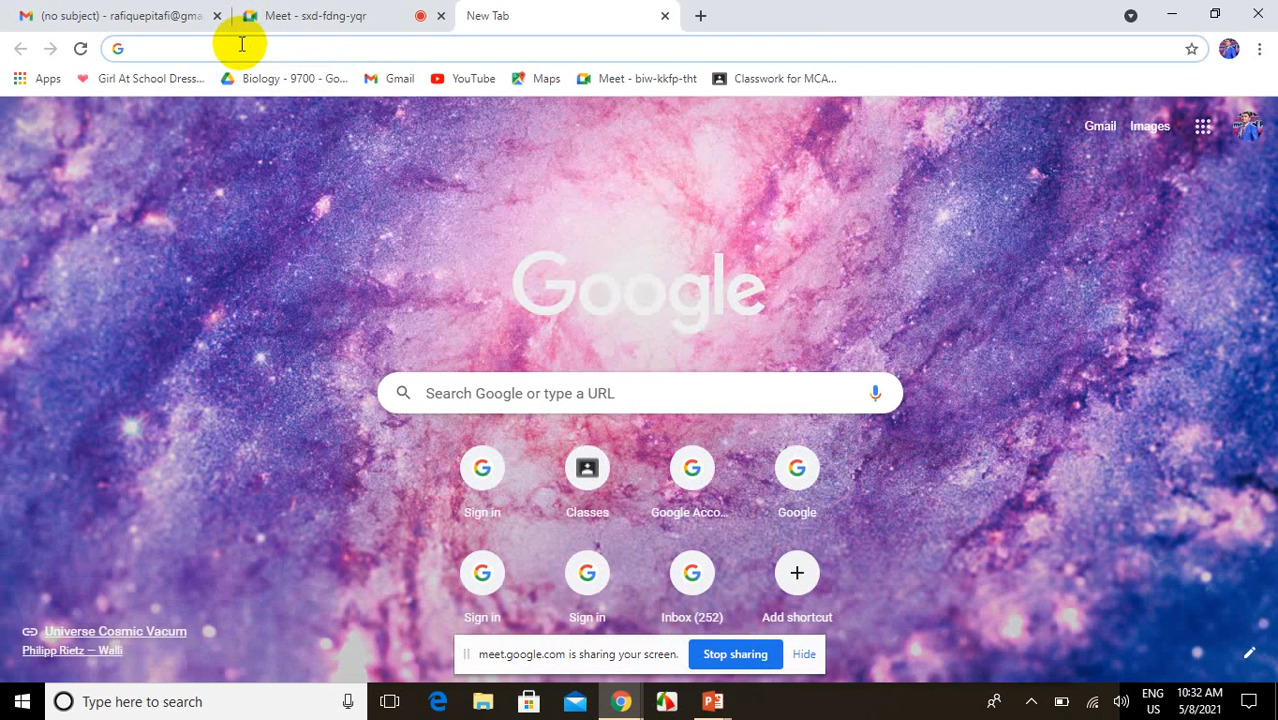 (no subject) - rafiquepitafi@gma
Meet - sxd-fdng-yqr
New Tab
Apps
Girl At School Dress...
Biology - 9700 - Go...
Gmail
YouTube
Maps
Meet - biw-kkfp-tht
Classwork for MCA...
Gmail
Images
Google
Search Google or type a URL
Sign in
Classes
Google Acco...
Google
Sign in
Sign in
Inbox (252)
Add shortcut
Universe Cosmic Vacum
Philipp Rietz — Walli
meet.google.com is sharing your screen.
Stop sharing
Hide
Type here to search
ENG
US
10:32 AM
5/8/2021